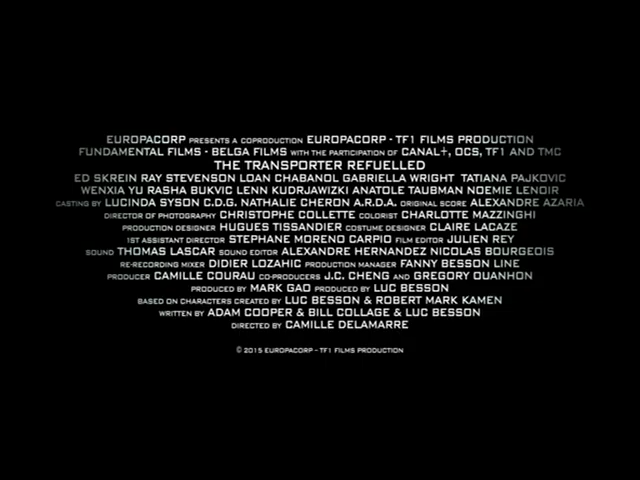 EUROPACORP PRESENTS A COPRODUCTION EUROPACORP - TF1 FILMS PRODUCTION
FUNDAMENTAL FILMS - BELGA FILMS WITH THE PARTICIPATION OF CANAL+, OCS, TF1 AND TMC
THE TRANSPORTER REFUELLED
ED SKREIN RAY STEVENSON LOAN CHABANOL GABRIELLA WRIGHT TATIANA PAJKOVIC
WENXIA YU RASHA BUKVIC LENN KUDRJAWIZKI ANATOLE TAUBMAN NOEMIE LENOIR
CASTING BY LUCINDA SYSON C.D.G. NATHALIE CHERON A.R.D.A. ORIGINAL SCORE ALEXANDRE AZARIA
DIRECTOR OF PHOTOGRAPHY CHRISTOPHE COLLETTE COLORIST CHARLOTTE MAZZINGHI
PRODUCTION DESIGNER HUGUES TISSANDIER COSTUME DESIGNER CLAIRE LACAZE
1ST ASSISTANT DIRECTOR STEPHANE MORENO CARPIO FILM EDITOR JULIEN REY
SOUND THOMAS LASCAR SOUND EDITOR ALEXANDRE HERNANDEZ NICOLAS BOURGEOIS
RE-RECORDING MIXER DIDIER LOZAHIC PRODUCTION MANAGER FANNY BESSON LINE
PRODUCER CAMILLE COURAU CO-PRODUCERS J.C. CHENG AND GREGORY OUANHON
PRODUCED BY MARK GAO PRODUCED BY LUC BESSON
BASED ON CHARACTERS CREATED BY LUC BESSON & ROBERT MARK KAMEN
WRITTEN BY ADAM COOPER & BILL COLLAGE & LUC BESSON
DIRECTED BY CAMILLE DELAMARRE
© 2015 EUROPACORP - TF1 FILMS PRODUCTION